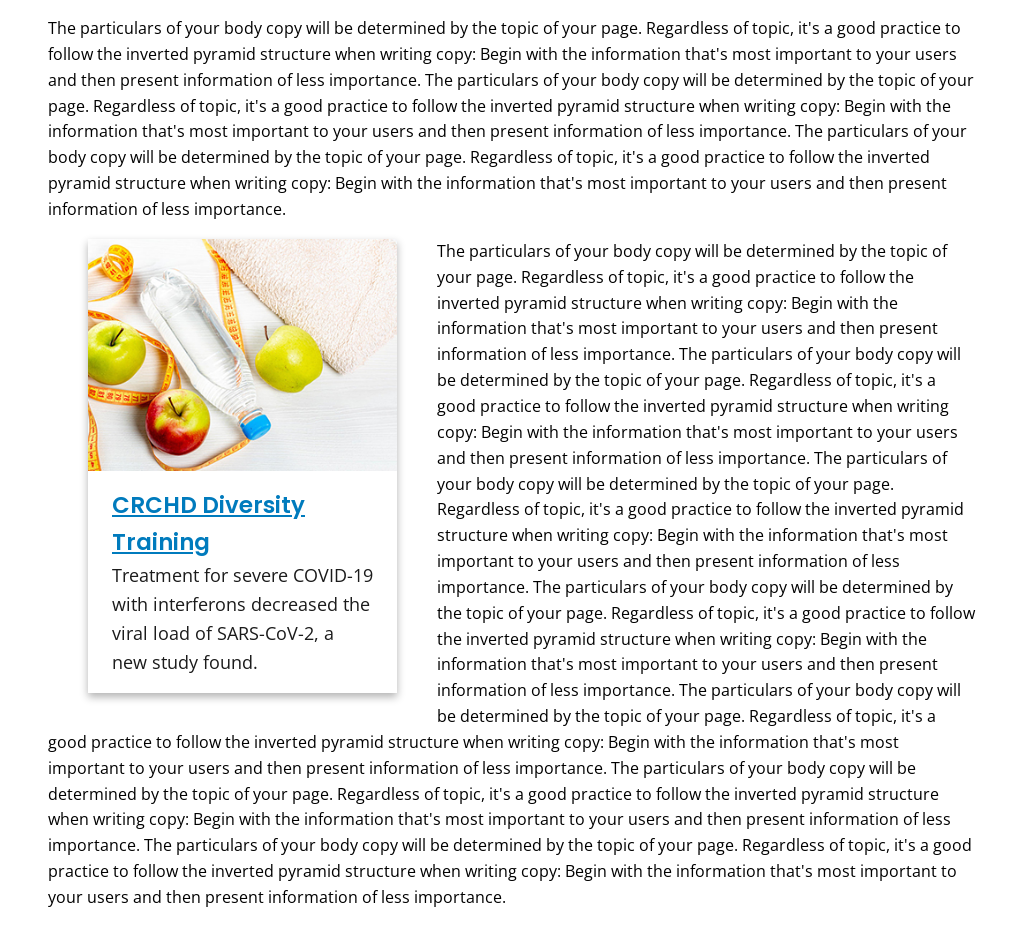 The particulars of your body copy will be determined by the topic of your page. Regardless of topic, it's a good practice to
follow the inverted pyramid structure when writing copy: Begin with the information that's most important to your users
and then present information of less importance. The particulars of your body copy will be determined by the topic of your
page. Regardless of topic, it's a good practice to follow the inverted pyramid structure when writing copy: Begin with the
information that's most important to your users and then present information of less importance. The particulars of your
body copy will be determined by the topic of your page. Regardless of topic, it's a good practice to follow the inverted
pyramid structure when writing copy: Begin with the information that's most important to your users and then present
information of less importance.
CRCHD Diversity
Training
Treatment for severe COVID-19
with interferons decreased the
viral load of SARS-CoV-2, a
new study found.
The particulars of your body copy will be determined by the topic of
your page. Regardless of topic, it's a good practice to follow the
inverted pyramid structure when writing copy: Begin with the
information that's most important to your users and then present
information of less importance. The particulars of your body copy will
be determined by the topic of your page. Regardless of topic, it's a
good practice to follow the inverted pyramid structure when writing
copy: Begin with the information that's most important to your users
and then present information of less importance. The particulars of
your body copy will be determined by the topic of your page.
Regardless of topic, it's a good practice to follow the inverted pyramid
structure when writing copy: Begin with the information that's most
important to your users and then present information of less
importance. The particulars of your body copy will be determined by
the topic of your page. Regardless of topic, it's a good practice to follow
the inverted pyramid structure when writing copy: Begin with the
information that's most important to your users and then present
information of less importance. The particulars of your body copy will
be determined by the topic of your page. Regardless of topic, it's a
good practice to follow the inverted pyramid structure when writing copy: Begin with the information that's most
important to your users and then present information of less importance. The particulars of your body copy will be
determined by the topic of your page. Regardless of topic, it's a good practice to follow the inverted pyramid structure
when writing copy: Begin with the information that's most important to your users and then present information of less
importance. The particulars of your body copy will be determined by the topic of your page. Regardless of topic, it's a good
practice to follow the inverted pyramid structure when writing copy: Begin with the information that's most important to
your users and then present information of less importance.